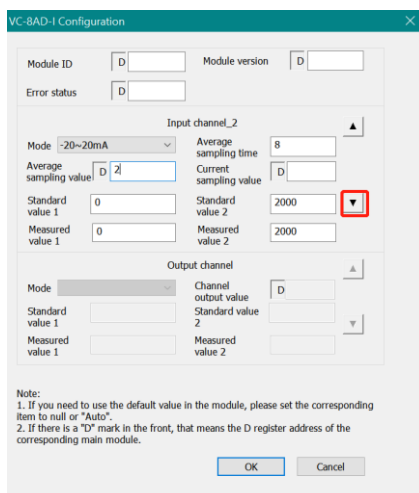 VC-8AD-I Configuration
Module ID D Module version D
Error status D
Input channel_2
▲
Mode -20~20mA Average sampling time 8
Average sampling value D 2 Current sampling value D
Standard value 1 0 Standard value 2 2000 ▼
Measured value 1 0 Measured value 2 2000
Output channel
▲
Mode Channel output value D
Standard value 1 Standard value 2 ▼
Measured value 1 Measured value 2
Note:
1. If you need to use the default value in the module, please set the corresponding
item to null or "Auto".
2. If there is a "D" mark in the front, that means the D register address of the
corresponding main module.
OK Cancel